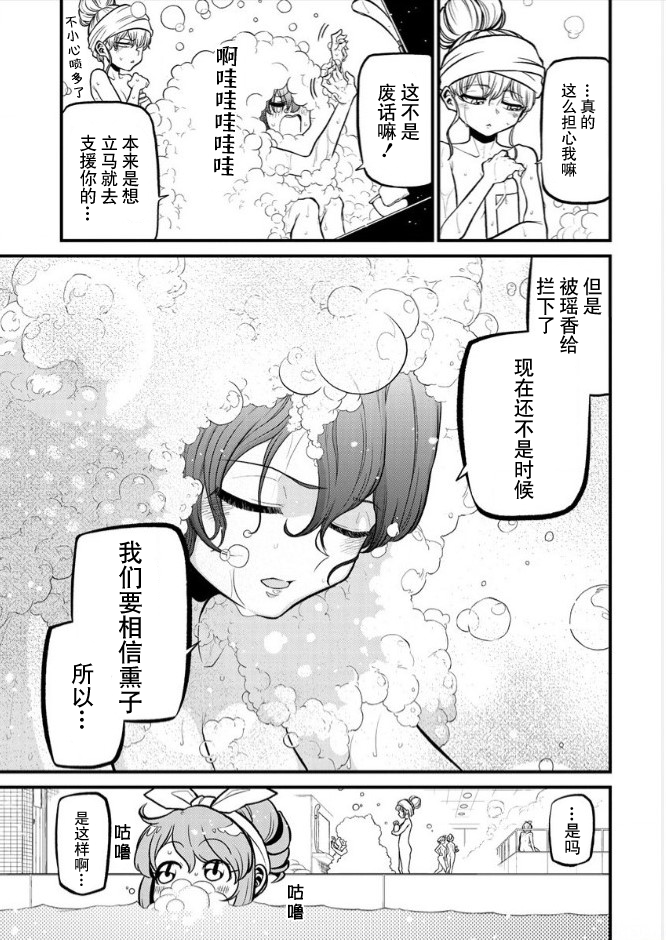 …真的
这么担心我嘛
这不是
废话嘛！
啊哇哇哇哇哇
不小心喷多了
本来是想
立马就去
支援你的…
但是
被瑶香给
拦下了
现在还不是时候
我们要相信熏子
所以…
…是吗
咕噜
咕噜
是这样啊…